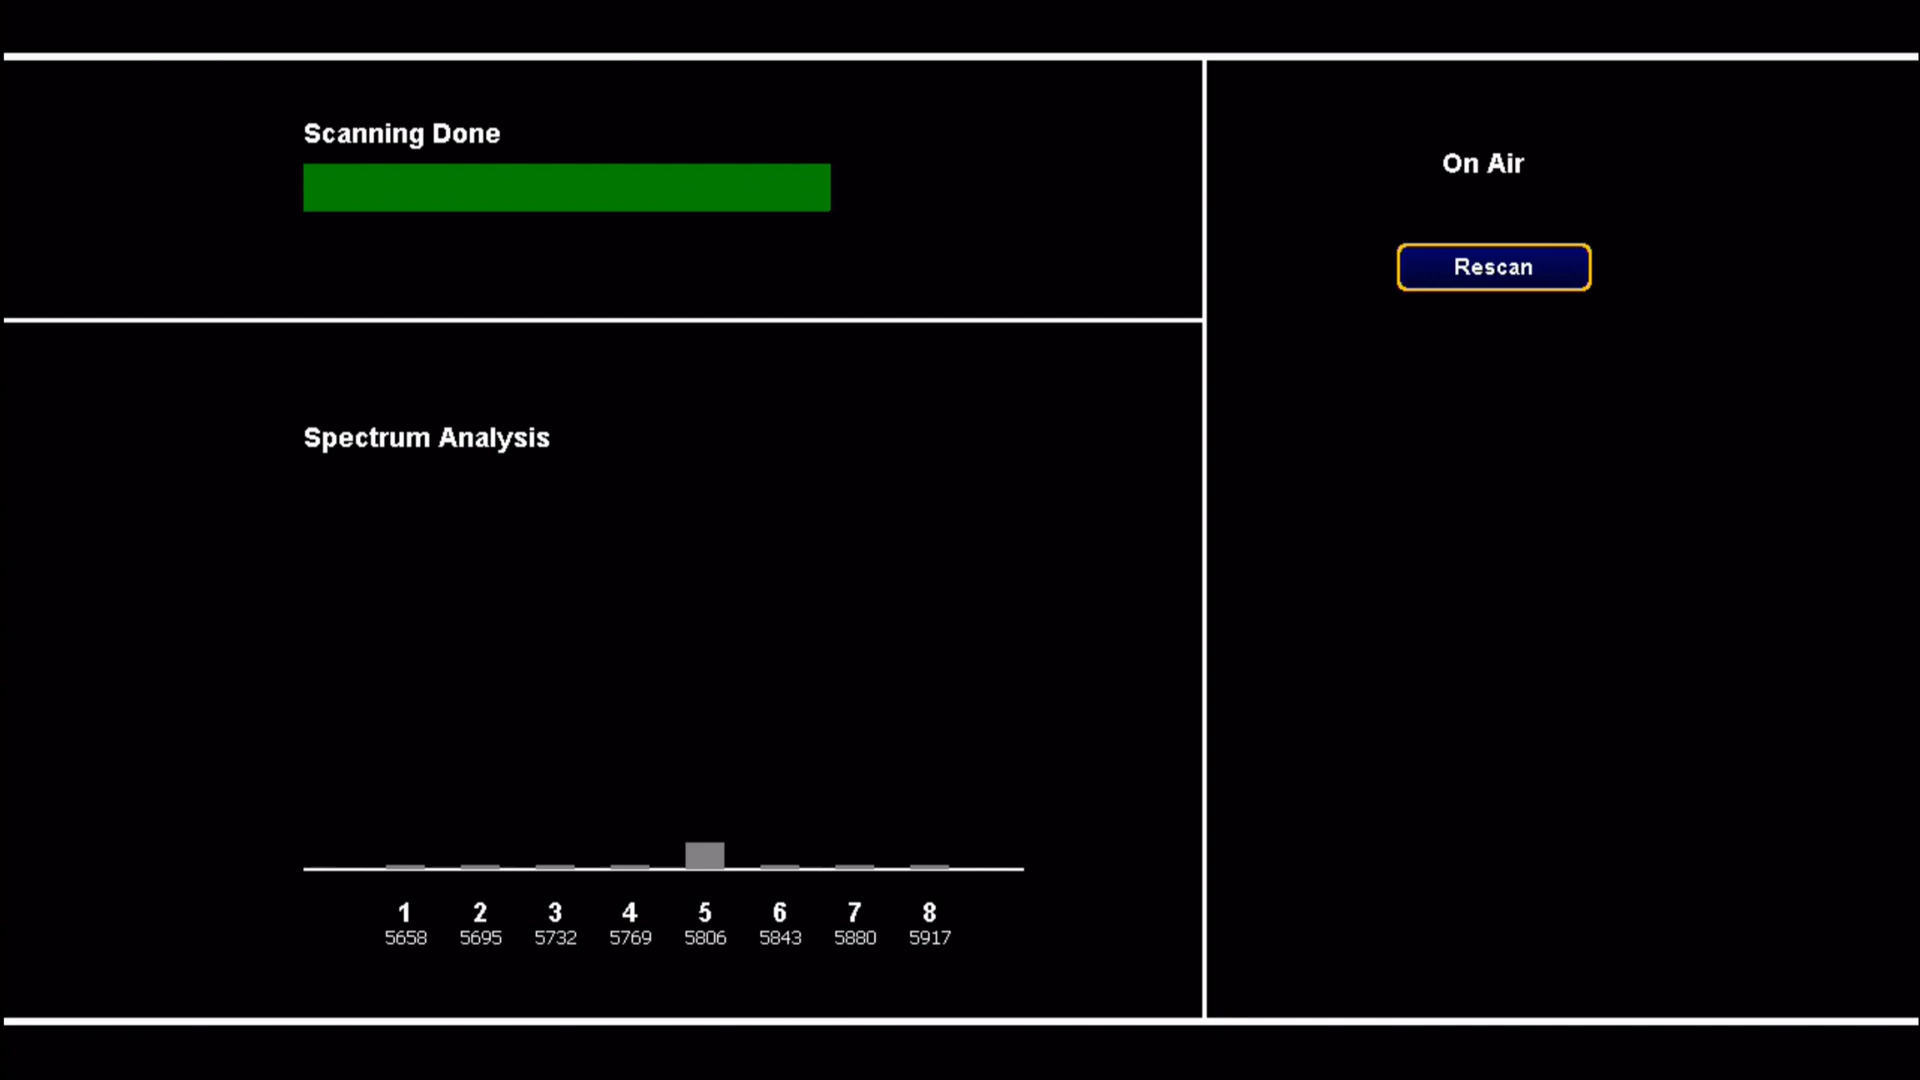 Scanning Done
On Air
Rescan
Spectrum Analysis
1 2 3 4 5 6 7 8
5658 5695 5732 5769 5806 5843 5880 5917